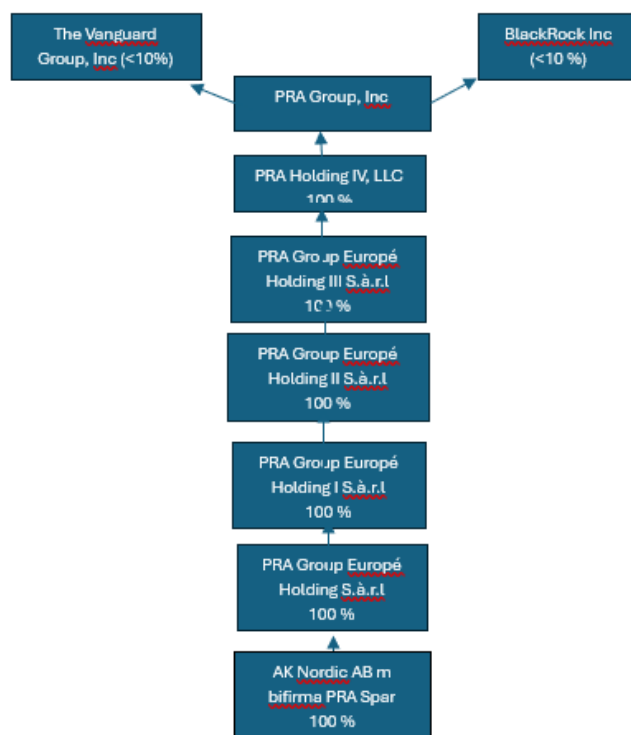 The Vanguard
Group, Inc (<10%)
BlackRock Inc
(<10 %)
PRA Group, Inc
PRA Holding IV, LLC
100 %
PRA Group Europé
Holding III S.à.r.l
100 %
PRA Group Europé
Holding II S.à.r.l
100 %
PRA Group Europé
Holding I S.à.r.l
100 %
PRA Group Europé
Holding S.à.r.l
100 %
AK Nordic AB m
bifirma PRA Spar
100 %